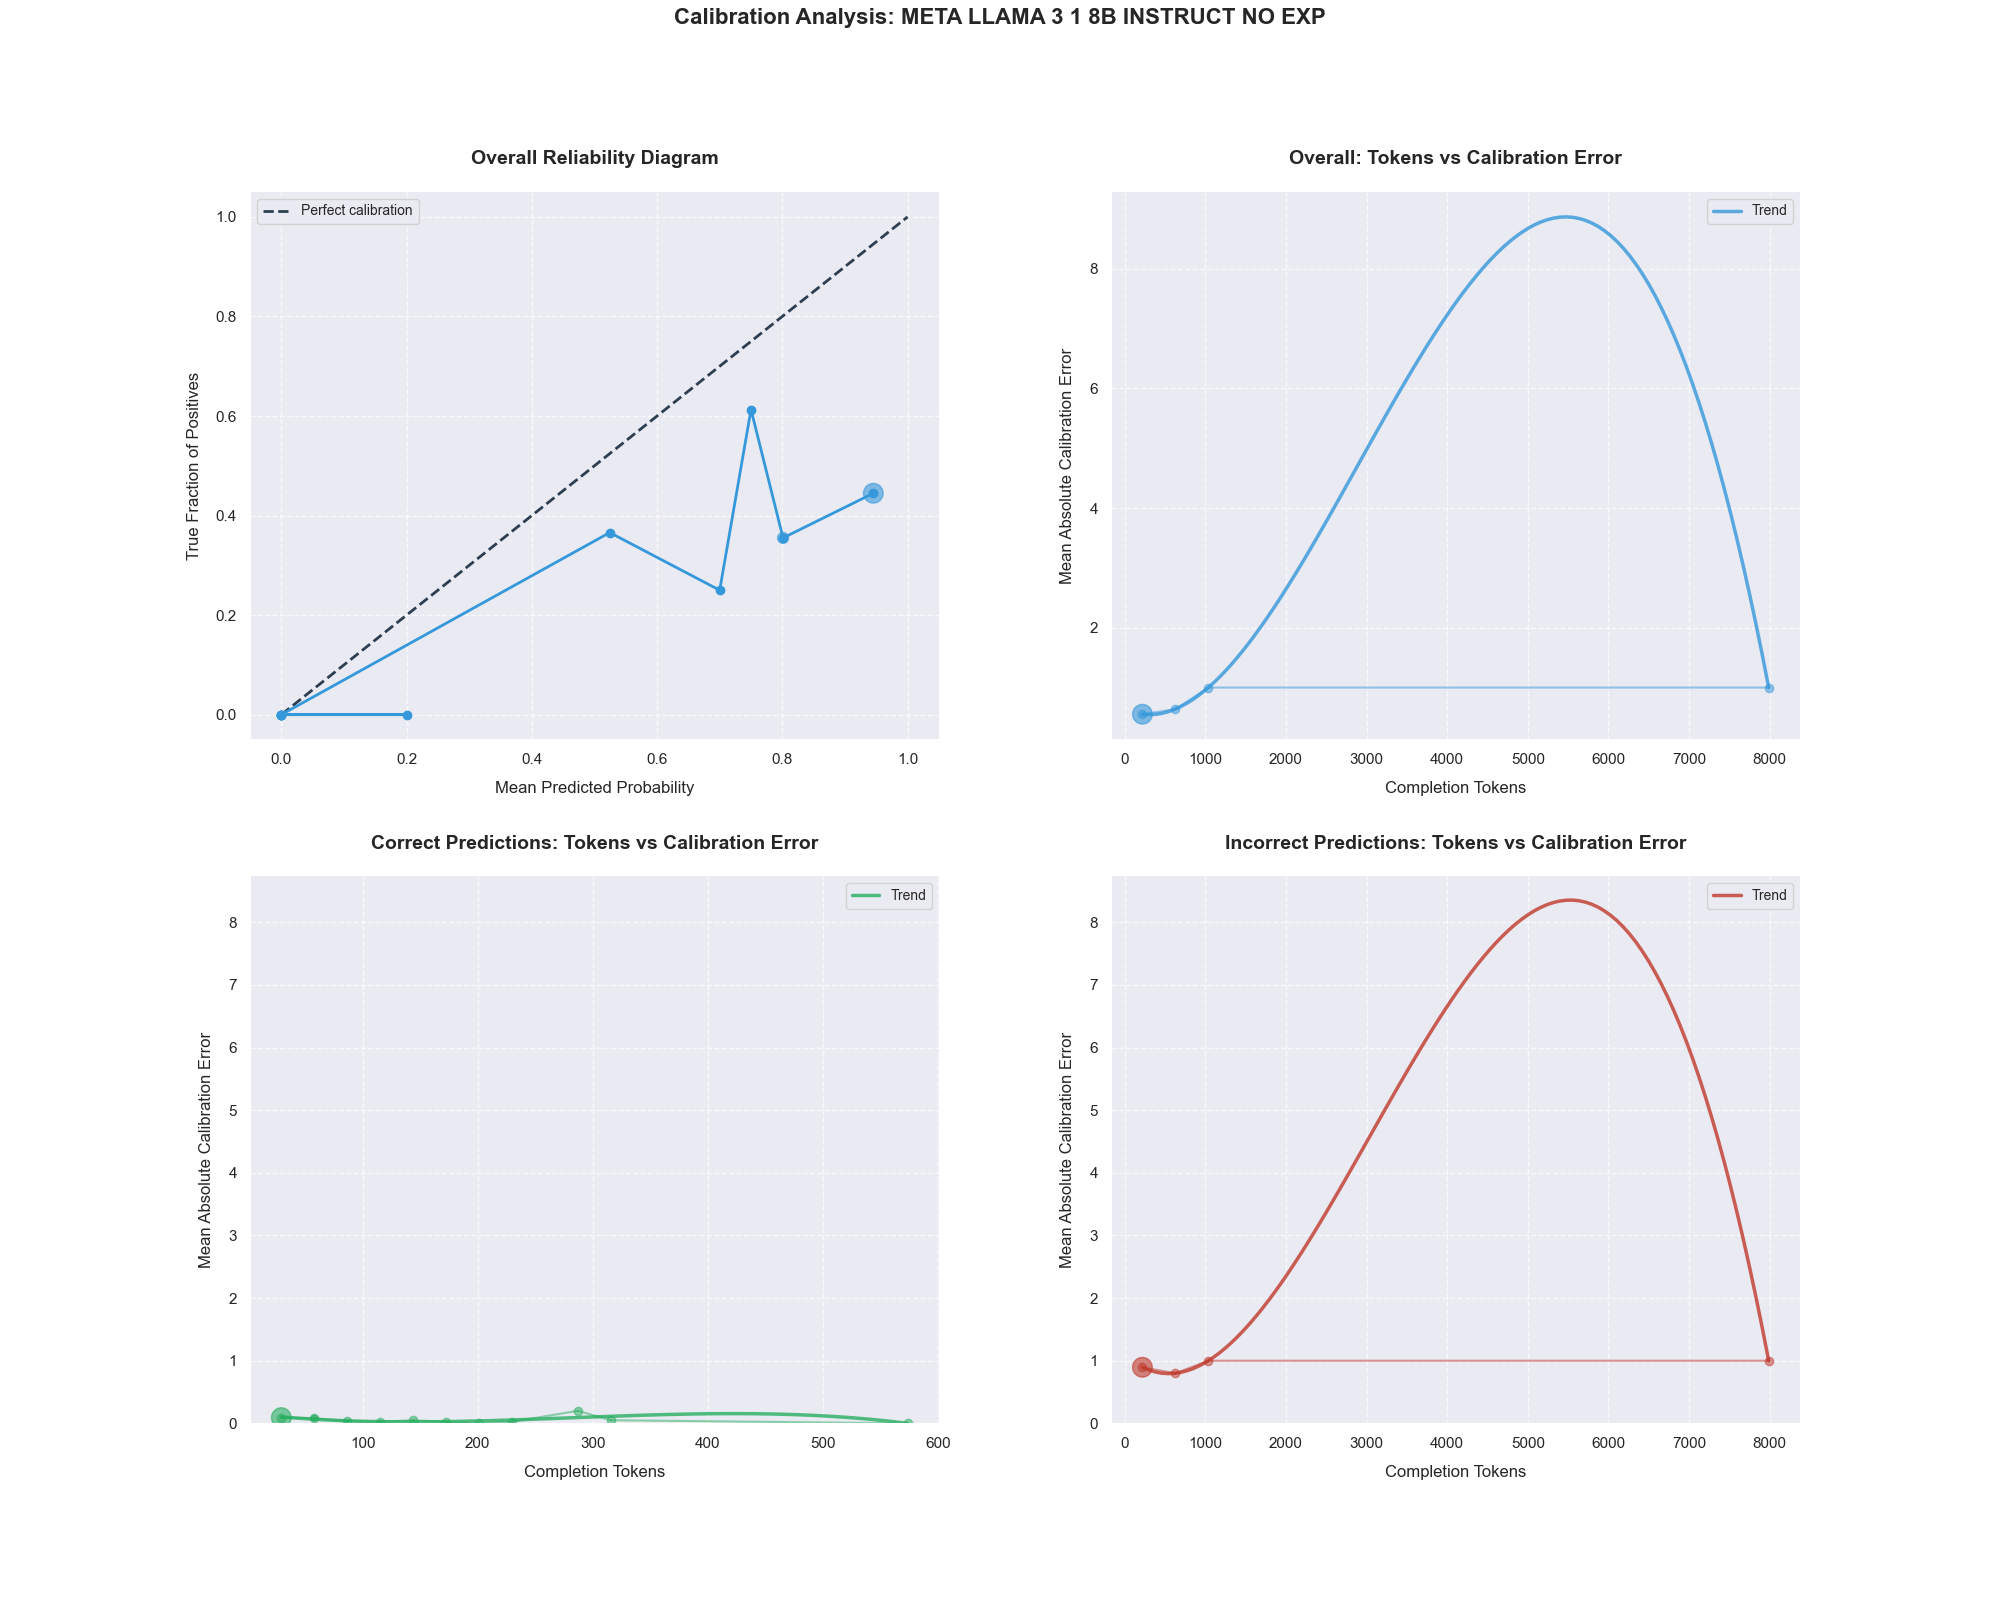 Calibration Analysis: META LLAMA 3 1 8B INSTRUCT NO EXP
Overall Reliability Diagram
Perfect calibration
1.0
0.8
0.6
0.4
0.2
0.0
True Fraction of Positives
0.0 0.2 0.4 0.6 0.8 1.0
Mean Predicted Probability
Overall: Tokens vs Calibration Error
Trend
8
6
4
2
Mean Absolute Calibration Error
0 1000 2000 3000 4000 5000 6000 7000 8000
Completion Tokens
Correct Predictions: Tokens vs Calibration Error
Trend
8
7
6
5
4
3
2
1
0
Mean Absolute Calibration Error
100 200 300 400 500 600
Completion Tokens
Incorrect Predictions: Tokens vs Calibration Error
Trend
8
7
6
5
4
3
2
1
0
Mean Absolute Calibration Error
0 1000 2000 3000 4000 5000 6000 7000 8000
Completion Tokens